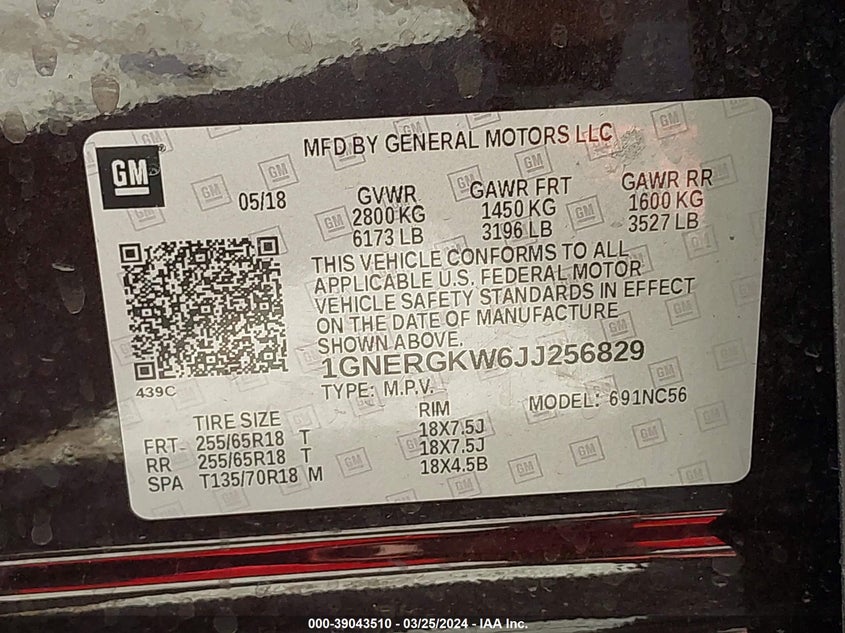 MFD BY GENERAL MOTORS LLC
GM
05/18
GVWR
2800 KG
6173 LB
GAWR FRT
1450 KG
3196 LB
GAWR RR
1600 KG
3527 LB
THIS VEHICLE CONFORMS TO ALL
APPLICABLE U.S. FEDERAL MOTOR
VEHICLE SAFETY STANDARDS IN EFFECT
ON THE DATE OF MANUFACTURE
SHOWN ABOVE.
439C
1GNERGKW6JJ256829
TYPE: M.P.V.
MODEL: 691NC56
TIRE SIZE RIM
FRT- 255/65R18 T 18X7.5J
RR 255/65R18 T 18X7.5J
SPA T135/70R18 M 18X4.5B
000-39043510 - 03/25/2024 - IAA Inc.